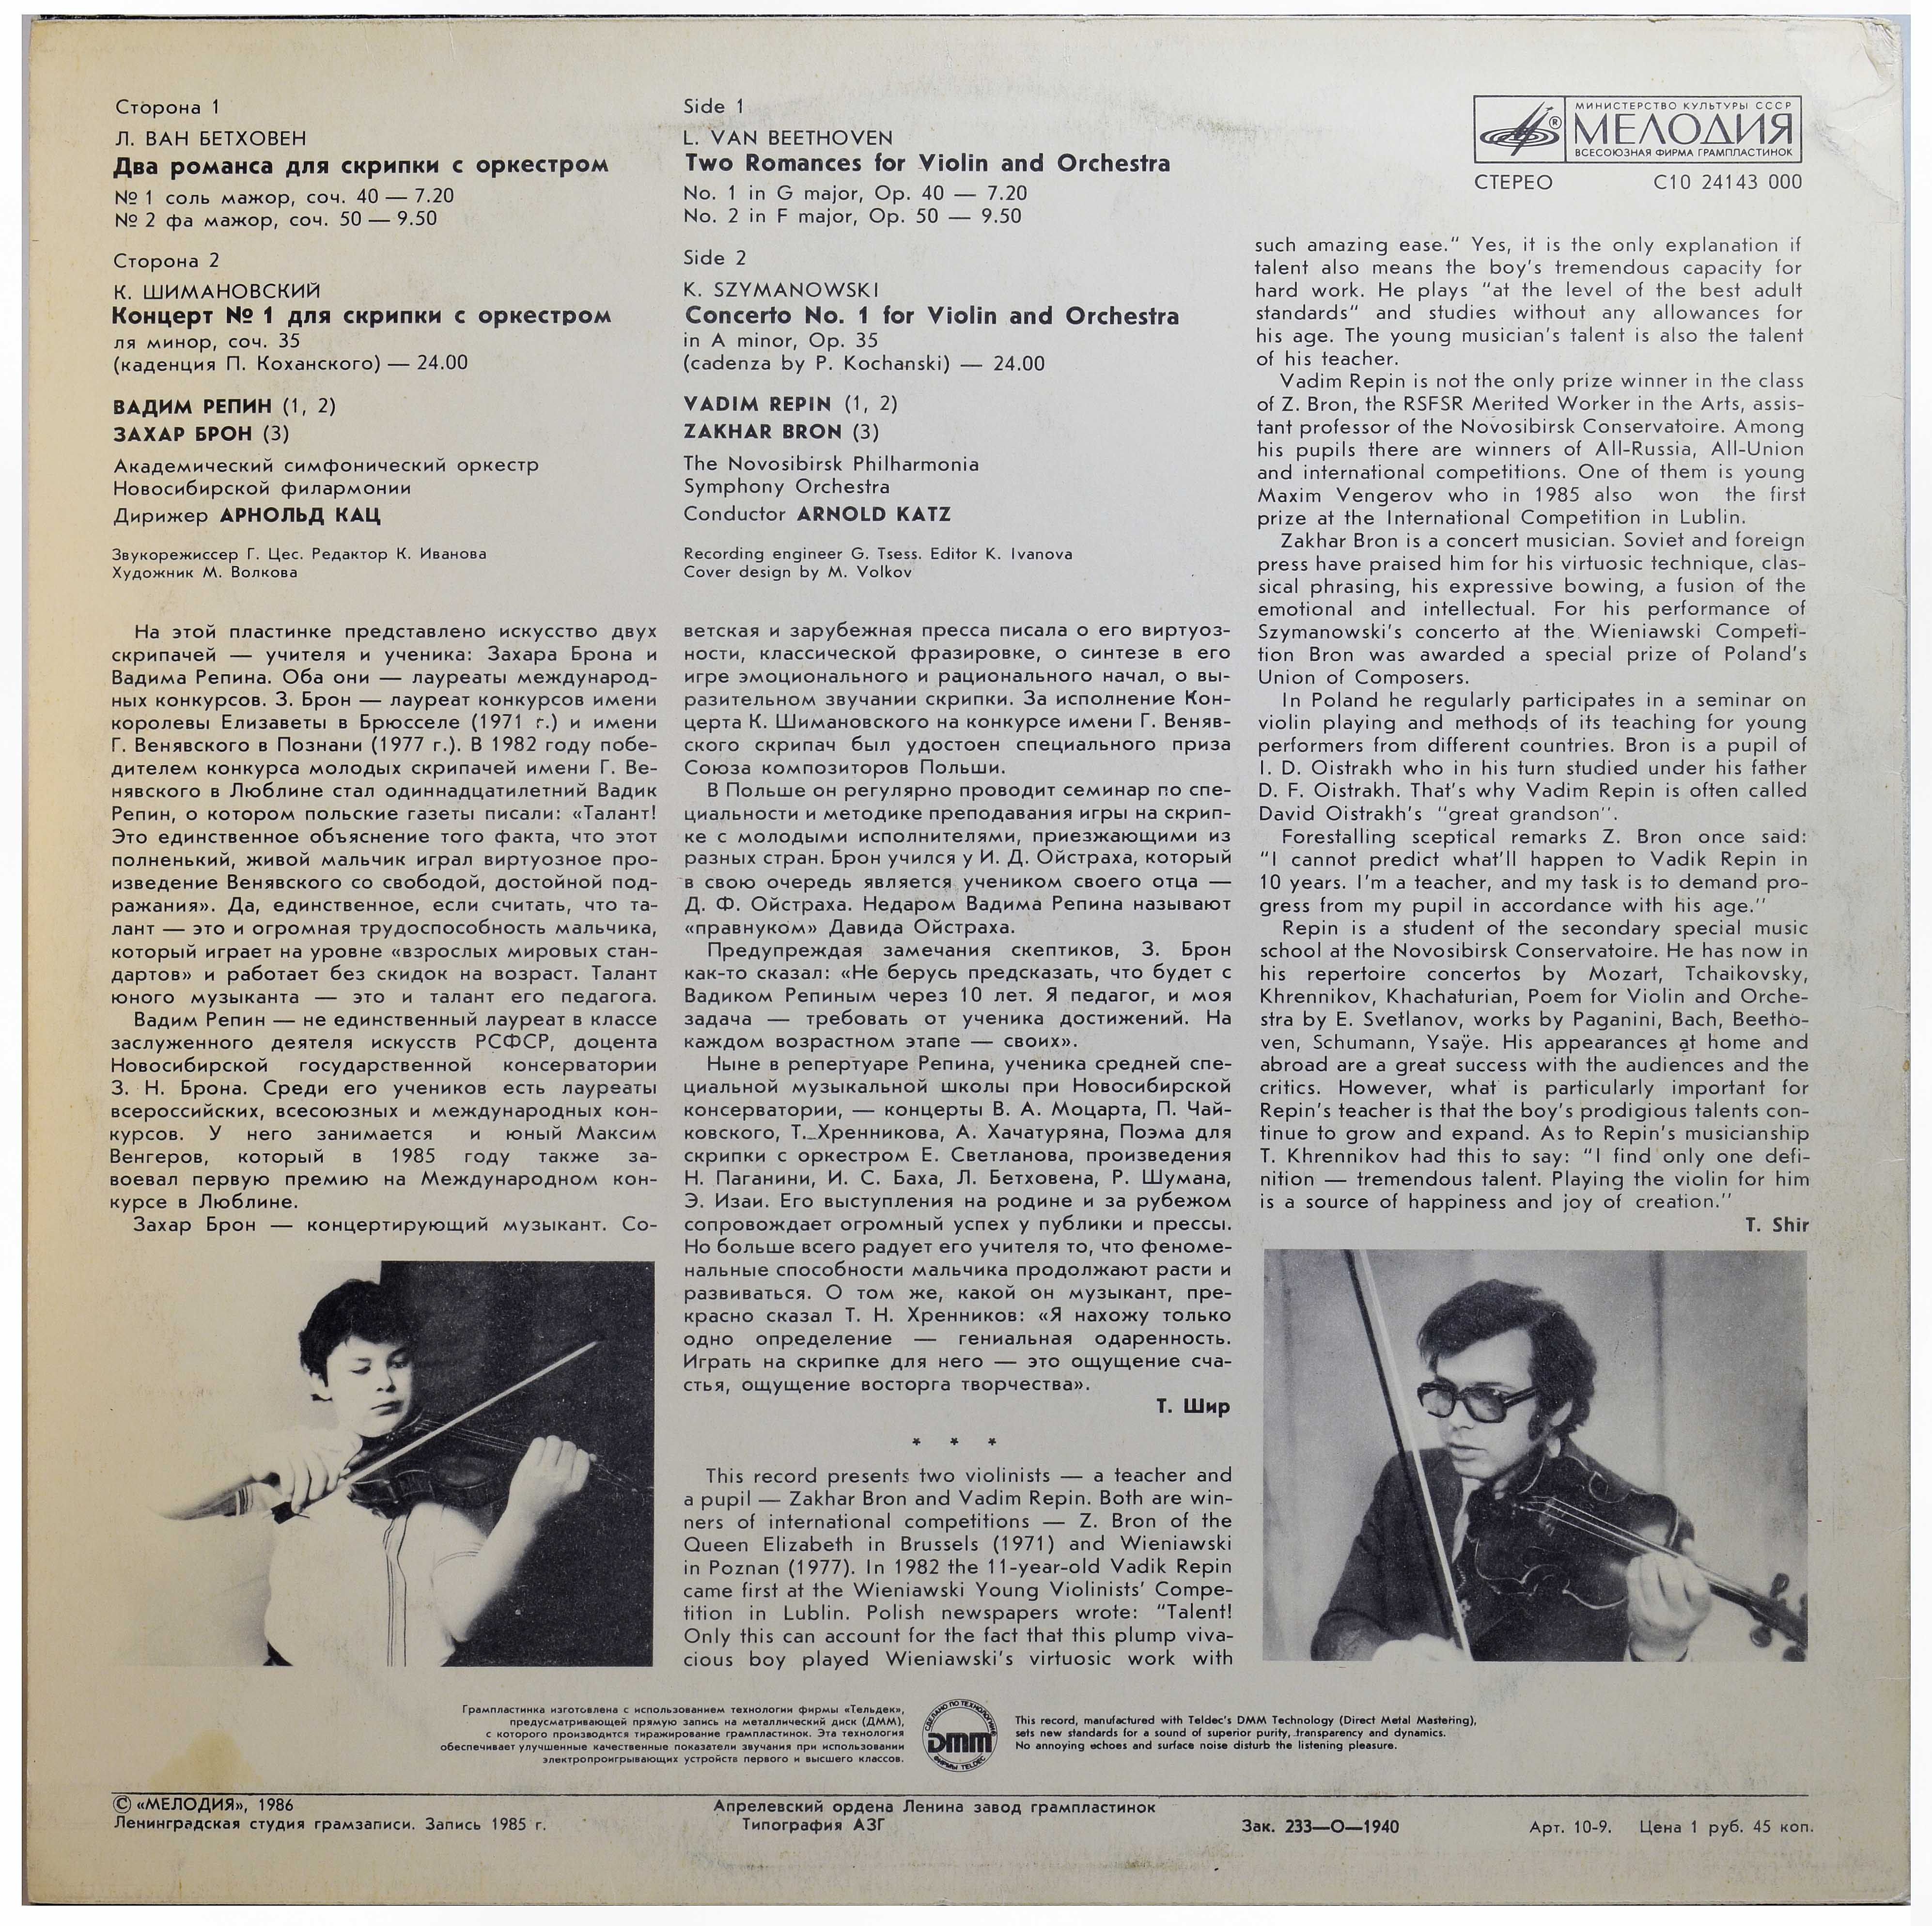 Сторона 1
Л. ВАН БЕТХОВЕН
Два романса для скрипки с оркестром
№ 1 соль мажор, соч. 40 — 7.20
№ 2 фа мажор, соч. 50 — 9.50
Сторона 2
К. ШИМАНОВСКИЙ
Концерт № 1 для скрипки с оркестром
ля минор, соч. 35
(каденция П. Коханского) — 24.00
ВАДИМ РЕПИН (1, 2)
ЗАХАР БРОН (3)
Академический симфонический оркестр
Новосибирской филармонии
Дирижер АРНОЛЬД КАЦ
Звукорежиссер Г. Цес. Редактор К. Иванова
Художник М. Волкова
Side 1
L. VAN BEETHOVEN
Two Romances for Violin and Orchestra
No. 1 in G major, Op. 40 — 7.20
No. 2 in F major, Op. 50 — 9.50
Side 2
K. SZYMANOWSKI
Concerto No. 1 for Violin and Orchestra
in A minor, Op. 35
(cadenza by P. Kochanski) — 24.00
VADIM REPIN (1, 2)
ZAKHAR BRON (3)
The Novosibirsk Philharmonia
Symphony Orchestra
Conductor ARNOLD KATZ
Recording engineer G. Tsess. Editor K. Ivanova
Cover design by M. Volkov
МИНИСТЕРСТВО КУЛЬТУРЫ СССР
МЕЛОДИЯ
ВСЕСОЮЗНАЯ ФИРМА ГРАМПЛАСТИНОК
СТЕРЕО С10 24143 000
На этой пластинке представлено искусство двух
скрипачей — учителя и ученика: Захара Брона и
Вадима Репина. Оба они — лауреаты международ-
ных конкурсов. З. Брон — лауреат конкурсов имени
королевы Елизаветы в Брюсселе (1971 г.) и имени
Г. Венявского в Познани (1977 г.). В 1982 году побе-
дителем конкурса молодых скрипачей имени Г. Ве-
нявского в Люблине стал одиннадцатилетний Вадик
Репин, о котором польские газеты писали: «Талант!
Это единственное объяснение того факта, что этот
полненький, живой мальчик играл виртуозное про-
изведение Венявского со свободой, достойной под-
ражания». Да, единственное, если считать, что та-
лант — это и огромная трудоспособность мальчика,
который играет на уровне «взрослых мировых стан-
дартов» и работает без скидок на возраст. Талант
юного музыканта — это и талант его педагога.
Вадим Репин — не единственный лауреат в классе
заслуженного деятеля искусств РСФСР, доцента
Новосибирской государственной консерватории
З. Н. Брона. Среди его учеников есть лауреаты
всероссийских, всесоюзных и международных кон-
курсов. У него занимается и юный Максим
Венгеров, который в 1985 году также за-
воевал первую премию на Международном кон-
курсе в Люблине.
Захар Брон — концертирующий музыкант. Со-
ветская и зарубежная пресса писала о его виртуоз-
ности, классической фразировке, о синтезе в его
игре эмоционального и рационального начал, о вы-
разительном звучании скрипки. За исполнение Кон-
церта К. Шимановского на конкурсе имени Г. Веняв-
ского скрипач был удостоен специального приза
Союза композиторов Польши.
В Польше он регулярно проводит семинар по спе-
циальности и методике преподавания игры на скрип-
ке с молодыми исполнителями, приезжающими из
разных стран. Брон учился у И. Д. Ойстраха, который
в свою очередь является учеником своего отца —
Д. Ф. Ойстраха. Недаром Вадима Репина называют
«правнуком» Давида Ойстраха.
Предупреждая замечания скептиков, З. Брон
как-то сказал: «Не берусь предсказать, что будет с
Вадиком Репиным через 10 лет. Я педагог, и моя
задача — требовать от ученика достижений. На
каждом возрастном этапе — своих».
Ныне в репертуаре Репина, ученика средней спе-
циальной музыкальной школы при Новосибирской
консерватории, — концерты В. А. Моцарта, П. Чай-
ковского, Т. Хренникова, А. Хачатуряна, Поэма для
скрипки с оркестром Е. Светланова, произведения
Н. Паганини, И. С. Баха, Л. Бетховена, Р. Шумана,
Э. Изаи. Его выступления на родине и за рубежом
сопровождает огромный успех у публики и прессы.
Но больше всего радует его учителя то, что феноме-
нальные способности мальчика продолжают расти и
развиваться. О том же, какой он музыкант, пре-
красно сказал Т. Н. Хренников: «Я нахожу только
одно определение — гениальная одаренность.
Играть на скрипке для него — это ощущение сча-
стья, ощущение восторга творчества».
Т. Шир
* * *
This record presents two violinists — a teacher and
a pupil — Zakhar Bron and Vadim Repin. Both are win-
ners of international competitions — Z. Bron of the
Queen Elizabeth in Brussels (1971) and Wieniawski
in Poznan (1977). In 1982 the 11-year-old Vadik Repin
came first at the Wieniawski Young Violinists' Compe-
tition in Lublin. Polish newspapers wrote: "Talent!
Only this can account for the fact that this plump viva-
cious boy played Wieniawski's virtuosic work with
such amazing ease." Yes, it is the only explanation if
talent also means the boy's tremendous capacity for
hard work. He plays "at the level of the best adult
standards" and studies without any allowances for
his age. The young musician's talent is also the talent
of his teacher.
Vadim Repin is not the only prize winner in the class
of Z. Bron, the RSFSR Merited Worker in the Arts, assis-
tant professor of the Novosibirsk Conservatoire. Among
his pupils there are winners of All-Russia, All-Union
and international competitions. One of them is young
Maxim Vengerov who in 1985 also won the first
prize at the International Competition in Lublin.
Zakhar Bron is a concert musician. Soviet and foreign
press have praised him for his virtuosic technique, clas-
sical phrasing, his expressive bowing, a fusion of the
emotional and intellectual. For his performance of
Szymanowski's concerto at the Wieniawski Competi-
tion Bron was awarded a special prize of Poland's
Union of Composers.
In Poland he regularly participates in a seminar on
violin playing and methods of its teaching for young
performers from different countries. Bron is a pupil of
I. D. Oistrakh who in his turn studied under his father
D. F. Oistrakh. That's why Vadim Repin is often called
David Oistrakh's "great grandson".
Forestalling sceptical remarks Z. Bron once said:
"I cannot predict what'll happen to Vadik Repin in
10 years. I'm a teacher, and my task is to demand pro-
gress from my pupil in accordance with his age."
Repin is a student of the secondary special music
school at the Novosibirsk Conservatoire. He has now in
his repertoire concertos by Mozart, Tchaikovsky,
Khrennikov, Khachaturian, Poem for Violin and Orche-
stra by E. Svetlanov, works by Paganini, Bach, Beetho-
ven, Schumann, Ysaÿe. His appearances at home and
abroad are a great success with the audiences and the
critics. However, what is particularly important for
Repin's teacher is that the boy's prodigious talents con-
tinue to grow and expand. As to Repin's musicianship
T. Khrennikov had this to say: "I find only one defi-
nition — tremendous talent. Playing the violin for him
is a source of happiness and joy of creation."
T. Shir
Грампластинка изготовлена с использованием технологии фирмы «Тельдек»,
предусматривающей прямую запись на металлический диск (ДММ),
с которого производится тиражирование грампластинок. Эта технология
обеспечивает улучшенные качественные показатели звучания при использовании
электропроигрывающих устройств первого и высшего классов.
СДЕЛАНО ПО ТЕХНОЛОГИИ
DMM
ФИРМЫ TELDEC
This record, manufactured with Teldec's DMM Technology (Direct Metal Mastering),
sets new standards for a sound of superior purity, transparency and dynamics.
No annoying echoes and surface noise disturb the listening pleasure.
© «МЕЛОДИЯ», 1986
Ленинградская студия грамзаписи. Запись 1985 г.
Апрелевский ордена Ленина завод грампластинок
Типография АЗГ
Зак. 233—О—1940
Арт. 10-9. Цена 1 руб. 45 коп.